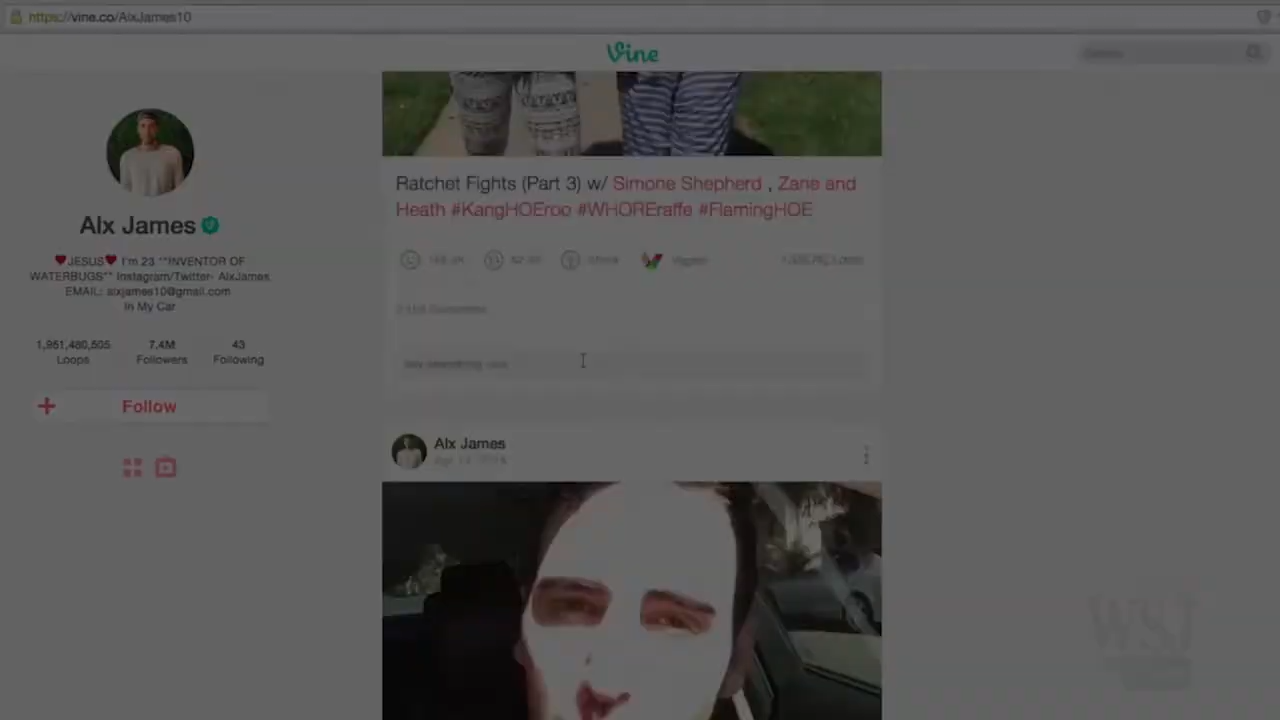 https://vine.co/AlxJames10
Vine
Alx James
JESUS I'm 23 **INVENTOR OF
WATERBUGS** Instagram/Twitter- AlxJames
EMAIL: alxjames10@gmail.com
In My Car
1,951,480,505 7.4M 43
Loops Followers Following
+ Follow
Ratchet Fights (Part 3) w/ Simone Shepherd , Zane and
Heath #KangHOEroo #WHOREraffe #FlamingHOE
Alx James
WSJ